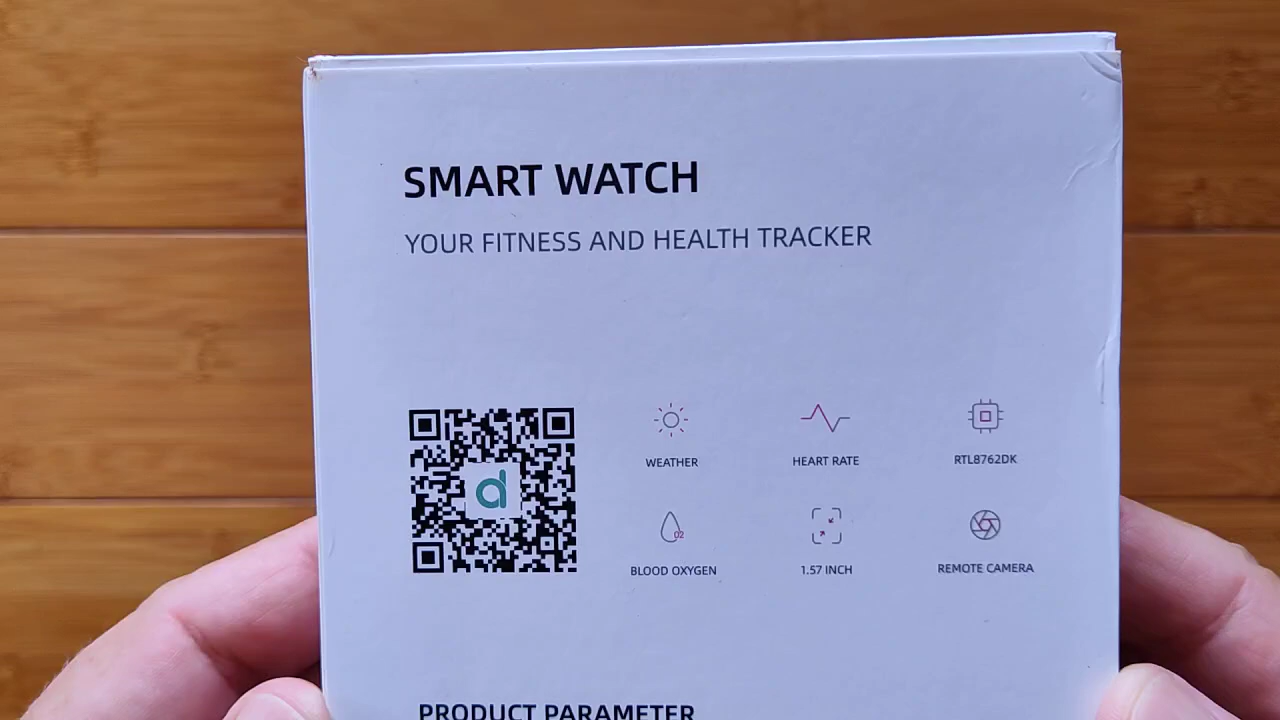 SMART WATCH
YOUR FITNESS AND HEALTH TRACKER
d
WEATHER
HEART RATE
RTL8762DK
O2
BLOOD OXYGEN
1.57 INCH
REMOTE CAMERA
PRODUCT PARAMETER